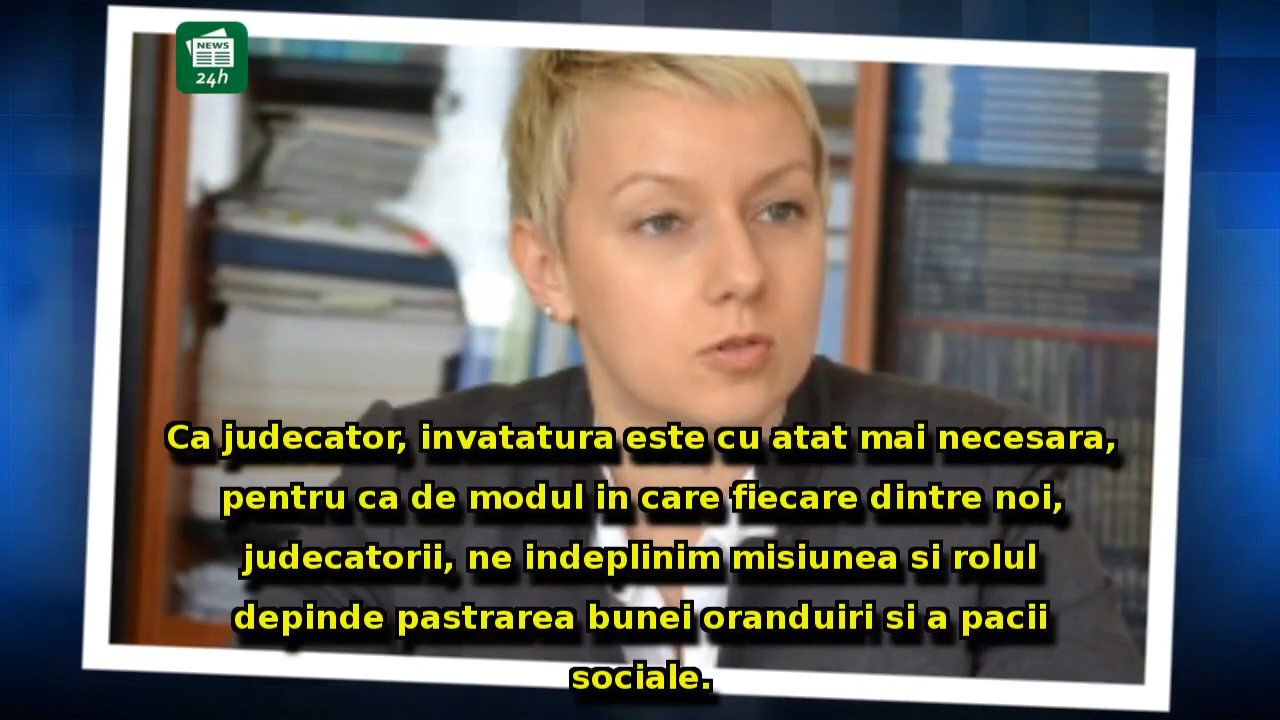 NEWS
24h
Ca judecator, invatatura este cu atat mai necesara,
pentru ca de modul in care fiecare dintre noi,
judecatorii, ne indeplinim misiunea si rolul
depinde pastrarea bunei oranduiri si a pacii
sociale.